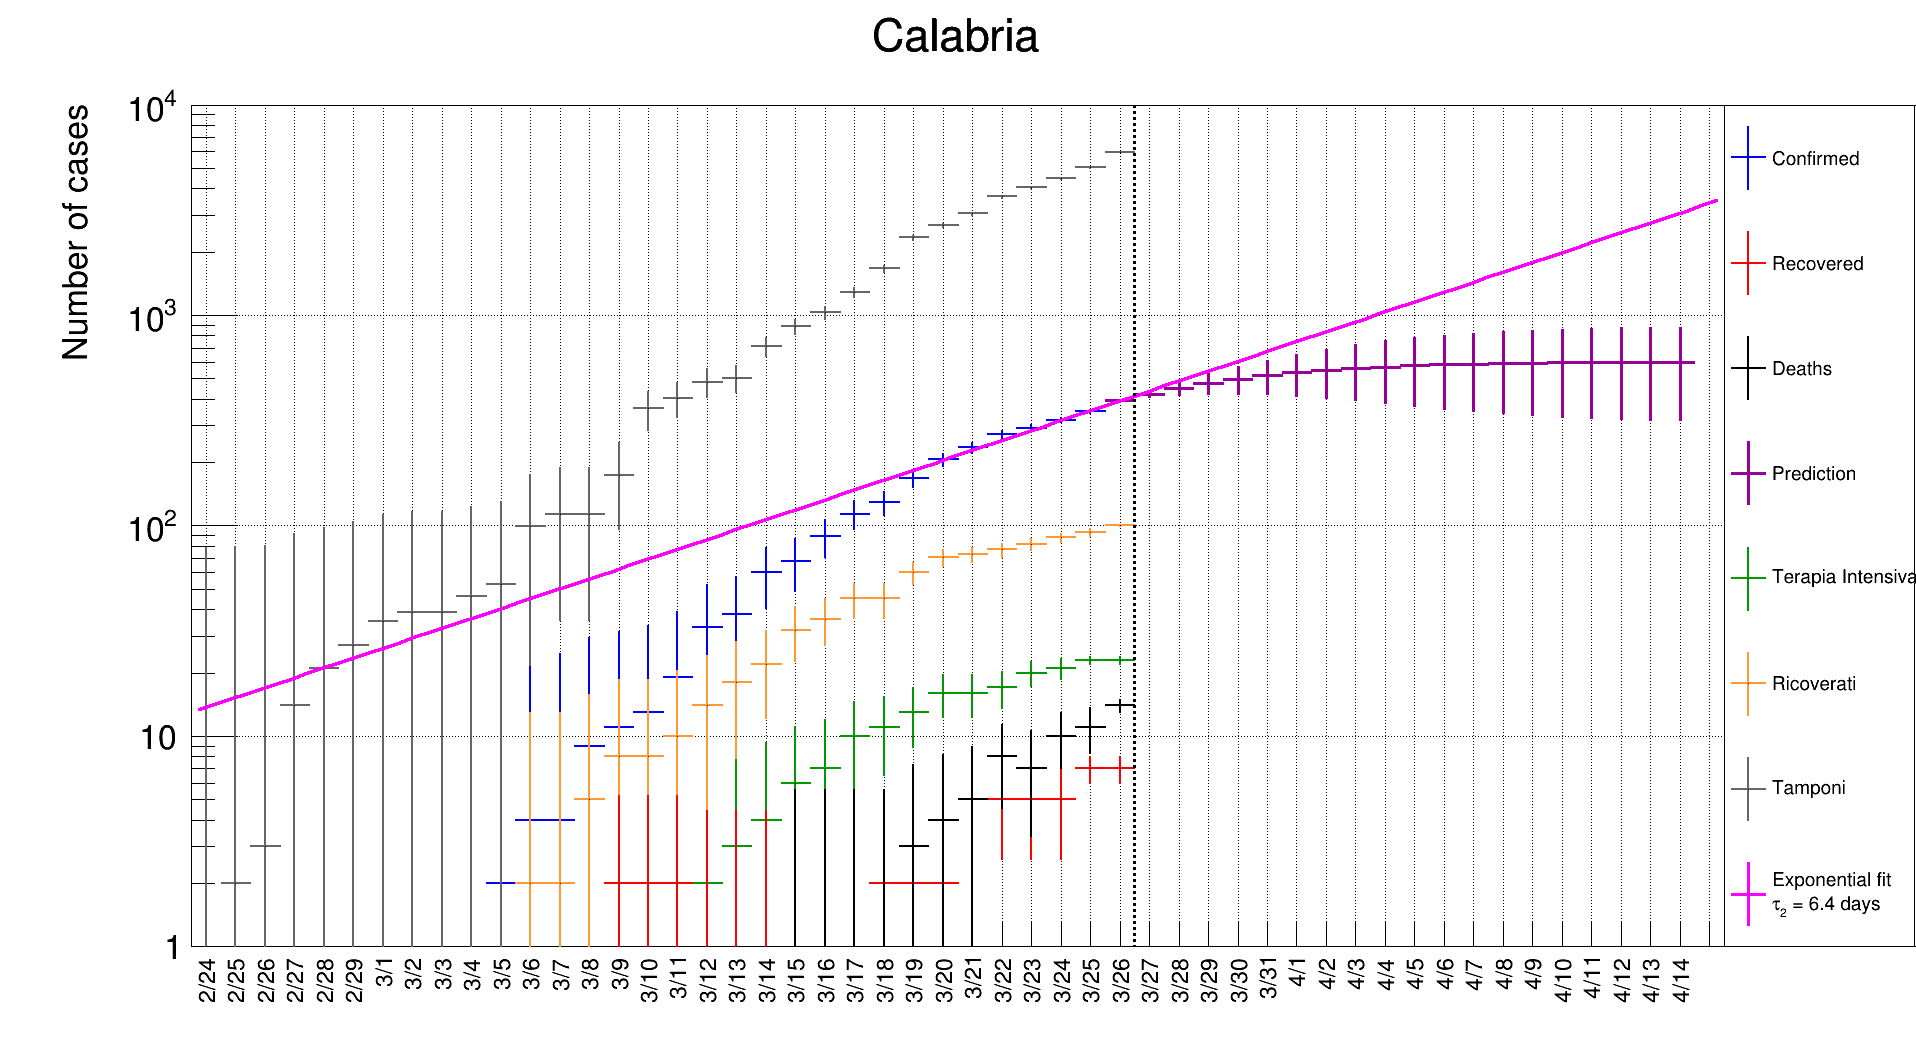 Calabria
Number of cases
10^4
10^3
10^2
10
1
2/24 2/25 2/26 2/27 2/28 2/29 3/1 3/2 3/3 3/4 3/5 3/6 3/7 3/8 3/9 3/10 3/11 3/12 3/13 3/14 3/15 3/16 3/17 3/18 3/19 3/20 3/21 3/22 3/23 3/24 3/25 3/26 3/27 3/28 3/29 3/30 3/31 4/1 4/2 4/3 4/4 4/5 4/6 4/7 4/8 4/9 4/10 4/11 4/12 4/13 4/14
Confirmed
Recovered
Deaths
Prediction
Terapia Intensiva
Ricoverati
Tamponi
Exponential fit
τ_2 = 6.4 days